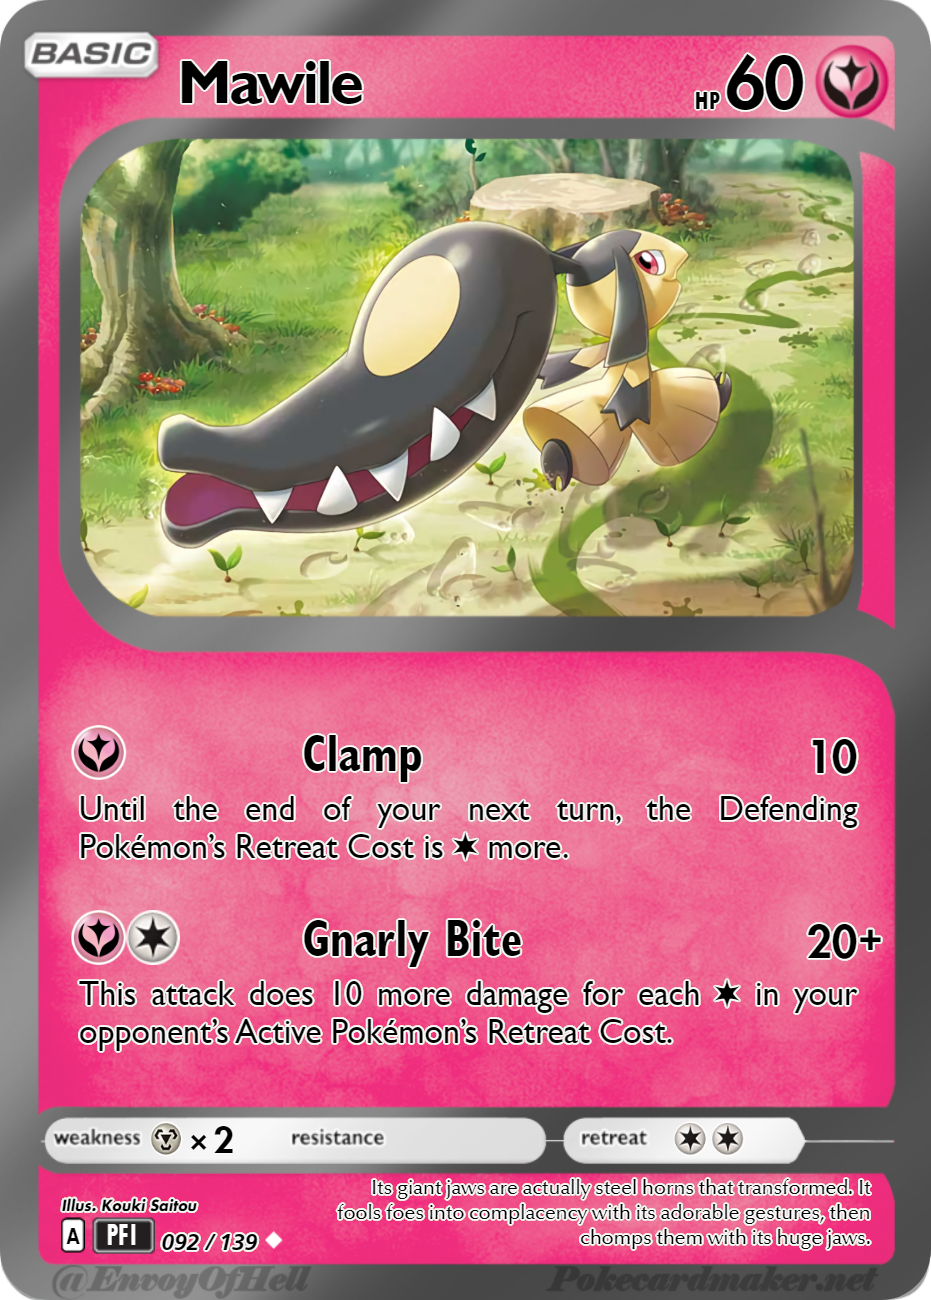 BASIC
Mawile
HP 60
Clamp 10
Until the end of your next turn, the Defending
Pokémon's Retreat Cost is more.
Gnarly Bite 20+
This attack does 10 more damage for each in your
opponent's Active Pokémon's Retreat Cost.
weakness × 2 resistance retreat
Its giant jaws are actually steel horns that transformed. It
fools foes into complacency with its adorable gestures, then
chomps them with its huge jaws.
Illus. Kouki Saitou
A PFI 092 / 139
@EnvoyOfHell Pokecardmaker.net